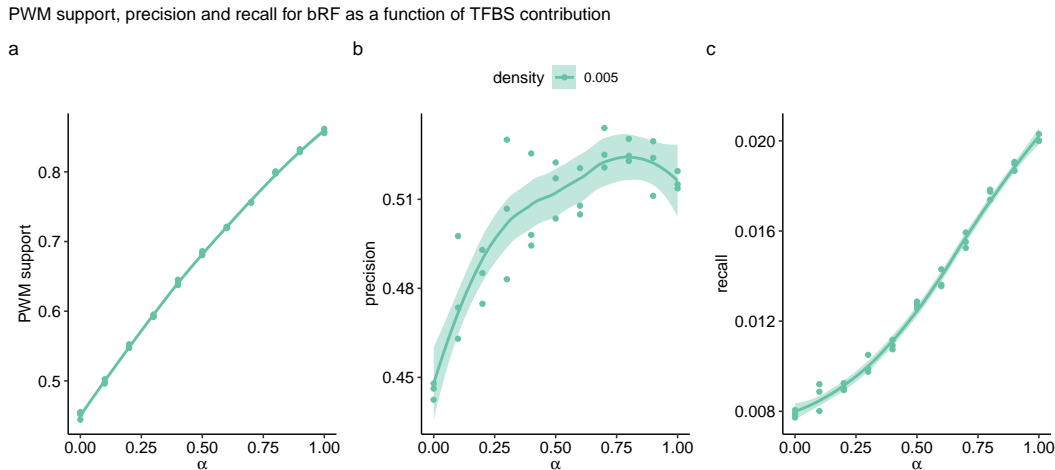 PWM support, precision and recall for bRF as a function of TFBS contribution
a
b
c
density 0.005
PWM support
0.8
0.7
0.6
0.5
0.00 0.25 0.50 0.75 1.00
α
precision
0.51
0.48
0.45
0.00 0.25 0.50 0.75 1.00
α
recall
0.020
0.016
0.012
0.008
0.00 0.25 0.50 0.75 1.00
α